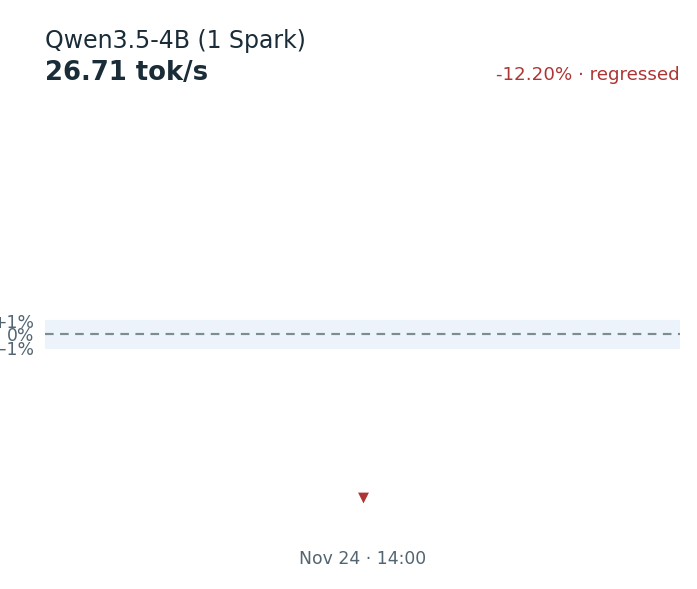 Qwen3.5-4B (1 Spark)
26.71 tok/s
-12.20% · regressed
+1%
0%
−1%
Nov 24 · 14:00